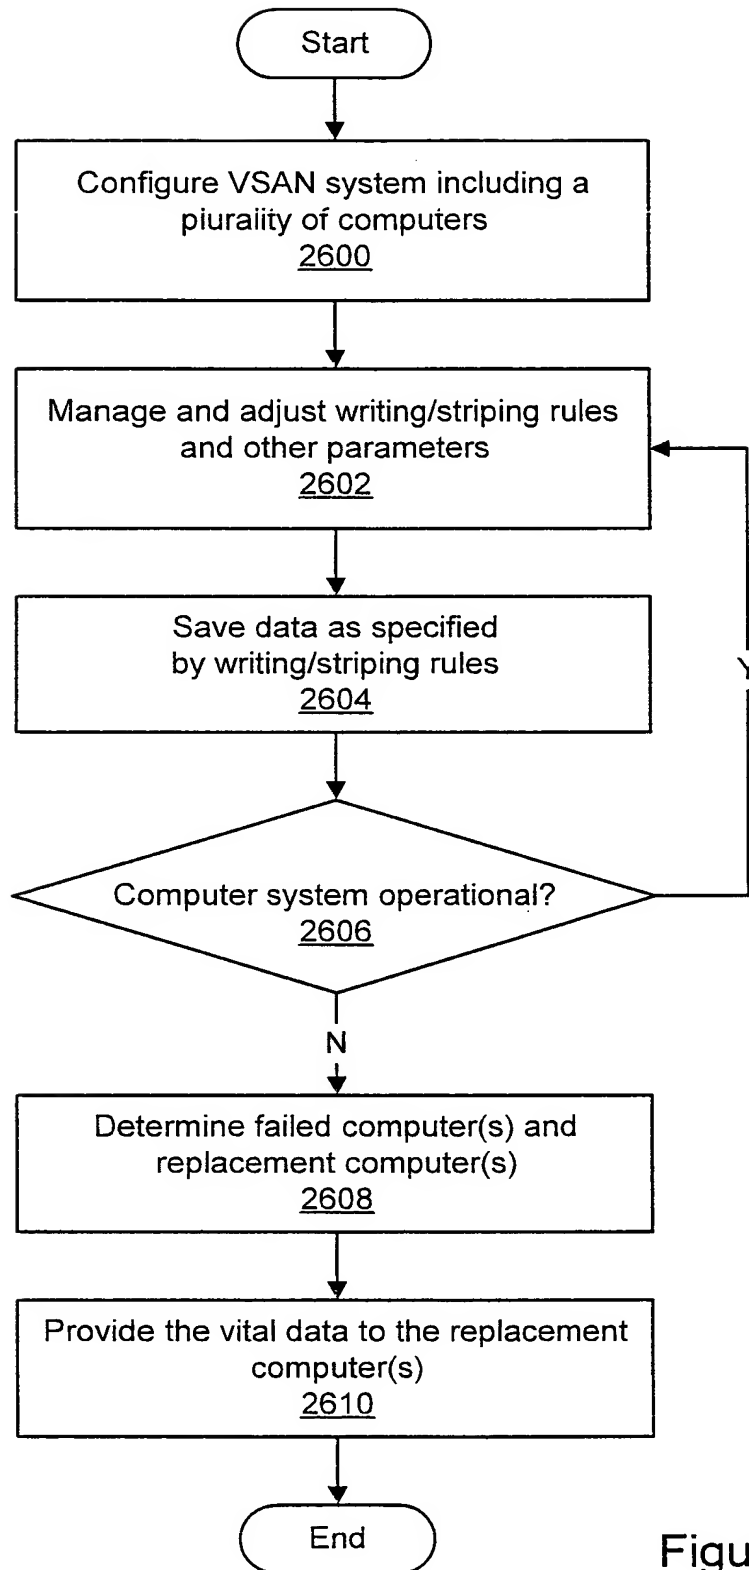 Start
Configure VSAN system including a
plurality of computers
2600
Manage and adjust writing/striping rules
and other parameters
2602
Save data as specified
by writing/striping rules
2604
Y
Computer system operational?
2606
N
Determine failed computer(s) and
replacement computer(s)
2608
Provide the vital data to the replacement
computer(s)
2610
End
Figu